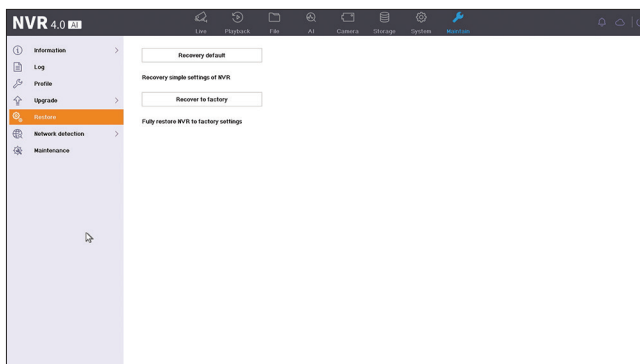 NVR 4.0 AI
Live Playback File AI Camera Storage System Maintain
Information
Log
Profile
Upgrade
Restore
Network detection
Maintenance
Recovery default
Recovery simple settings of NVR
Recover to factory
Fully restore NVR to factory settings